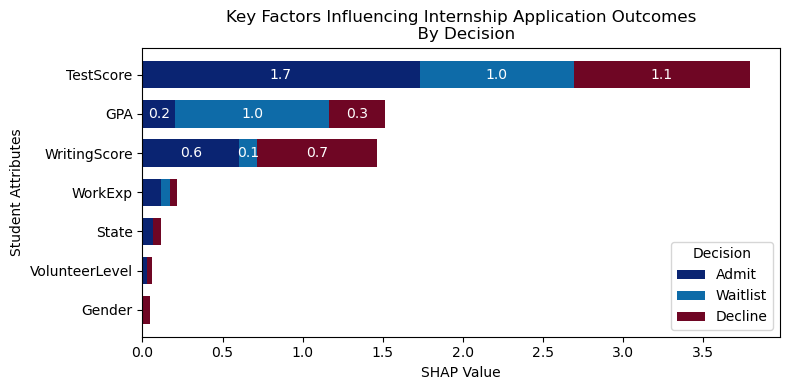 Key Factors Influencing Internship Application Outcomes
By Decision
Student Attributes
TestScore
1.7
1.0
1.1
GPA
0.2
1.0
0.3
WritingScore
0.6
0.1
0.7
WorkExp
State
VolunteerLevel
Gender
Decision
Admit
Waitlist
Decline
0.0
0.5
1.0
1.5
2.0
2.5
3.0
3.5
SHAP Value